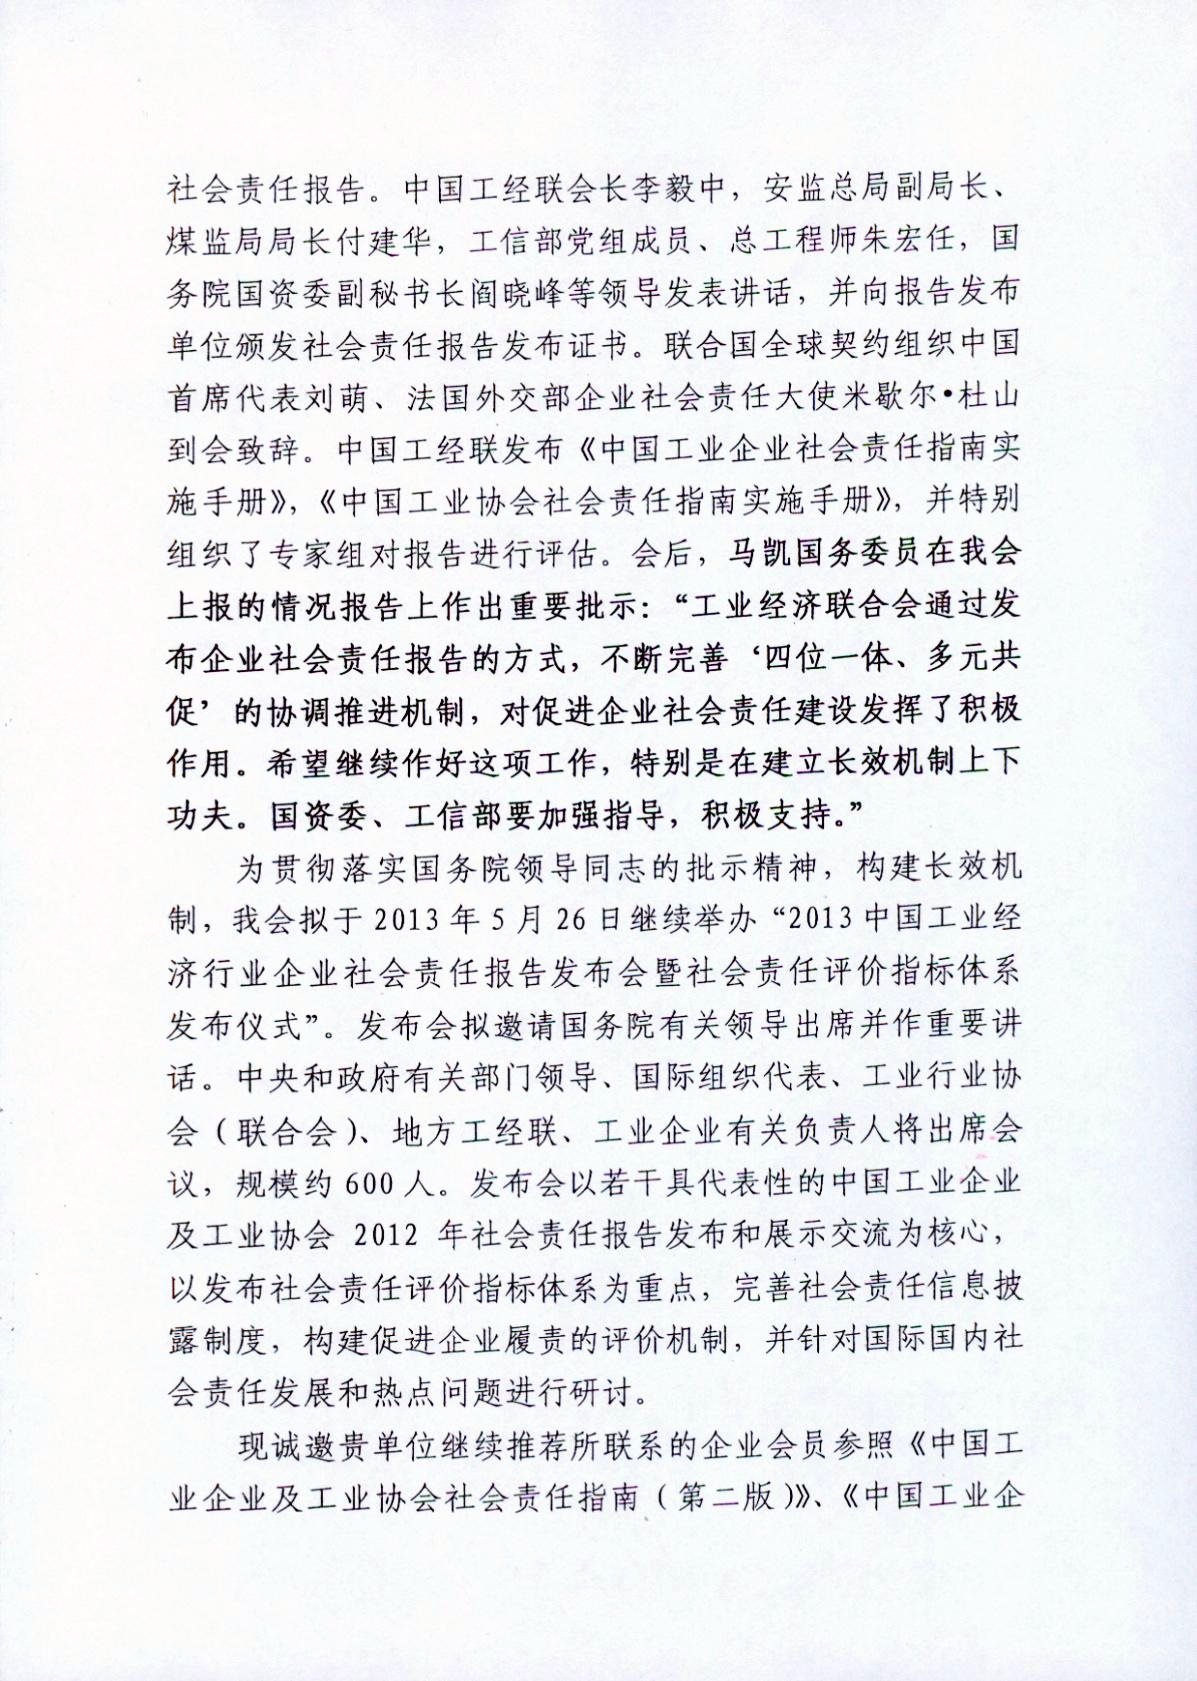 社会责任报告。中国工经联会长李毅中，安监总局副局长、
煤监局局长付建华，工信部党组成员、总工程师朱宏任，国
务院国资委副秘书长阎晓峰等领导发表讲话，并向报告发布
单位颁发社会责任报告发布证书。联合国全球契约组织中国
首席代表刘萌、法国外交部企业社会责任大使米歇尔•杜山
到会致辞。中国工经联发布《中国工业企业社会责任指南实
施手册》，《中国工业协会社会责任指南实施手册》，并特别
组织了专家组对报告进行评估。会后，马凯国务委员在我会
上报的情况报告上作出重要批示：“工业经济联合会通过发
布企业社会责任报告的方式，不断完善‘四位一体、多元共
促’的协调推进机制，对促进企业社会责任建设发挥了积极
作用。希望继续作好这项工作，特别是在建立长效机制上下
功夫。国资委、工信部要加强指导，积极支持。”
为贯彻落实国务院领导同志的批示精神，构建长效机
制，我会拟于 2013 年 5 月 26 日继续举办“2013 中国工业经
济行业企业社会责任报告发布会暨社会责任评价指标体系
发布仪式”。发布会拟邀请国务院有关领导出席并作重要讲
话。中央和政府有关部门领导、国际组织代表、工业行业协
会（联合会）、地方工经联、工业企业有关负责人将出席会
议，规模约 600 人。发布会以若干具代表性的中国工业企业
及工业协会 2012 年社会责任报告发布和展示交流为核心，
以发布社会责任评价指标体系为重点，完善社会责任信息披
露制度，构建促进企业履责的评价机制，并针对国际国内社
会责任发展和热点问题进行研讨。
现诚邀贵单位继续推荐所联系的企业会员参照《中国工
业企业及工业协会社会责任指南（第二版）》、《中国工业企